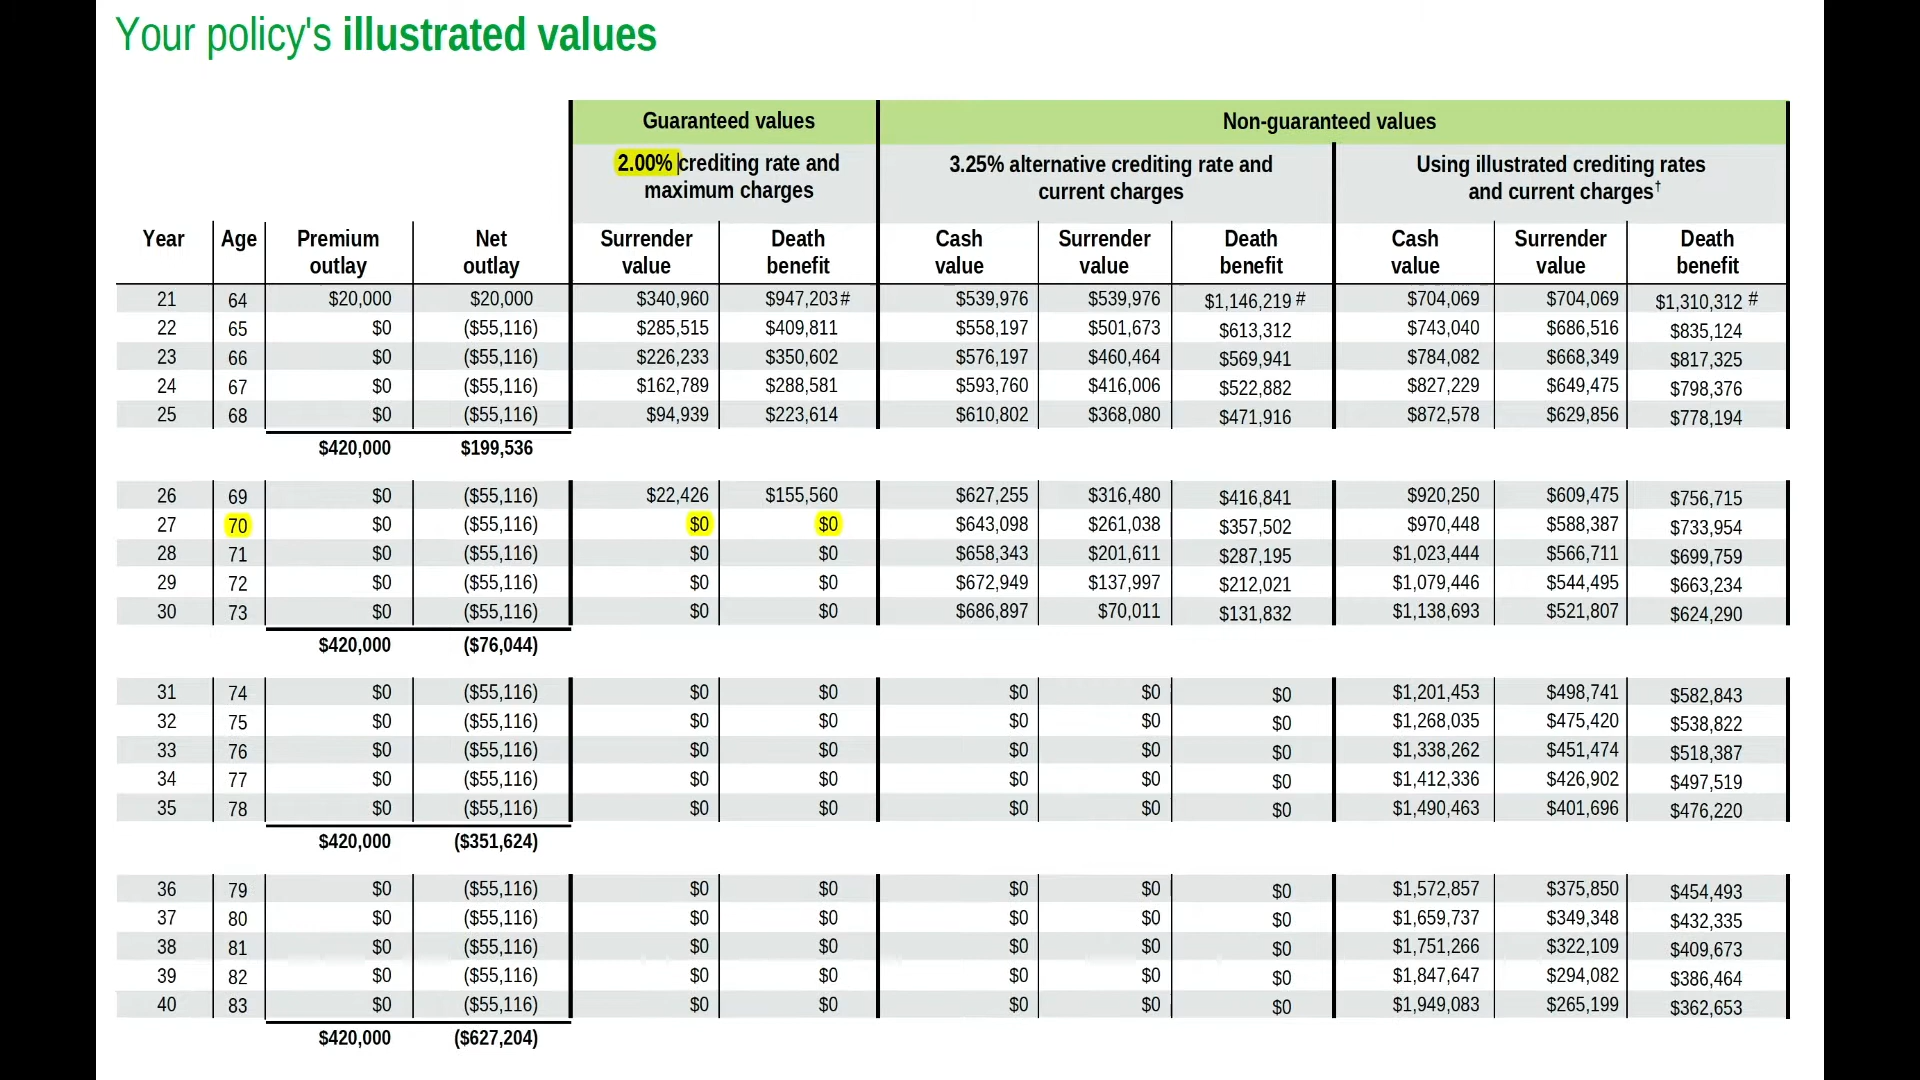 Your policy's illustrated values
Guaranteed values Non-guaranteed values
2.00% crediting rate and 3.25% alternative crediting rate and Using illustrated crediting rates
maximum charges current charges and current charges†
Year Age Premium Net Surrender Death Cash Surrender Death Cash Surrender Death
outlay outlay value benefit value value benefit value value benefit
21 64 $20,000 $20,000 $340,960 $947,203# $539,976 $539,976 $1,146,219 # $704,069 $704,069 $1,310,312 #
22 65 $0 ($55,116) $285,515 $409,811 $558,197 $501,673 $613,312 $743,040 $686,516 $835,124
23 66 $0 ($55,116) $226,233 $350,602 $576,197 $460,464 $569,941 $784,082 $668,349 $817,325
24 67 $0 ($55,116) $162,789 $288,581 $593,760 $416,006 $522,882 $827,229 $649,475 $798,376
25 68 $0 ($55,116) $94,939 $223,614 $610,802 $368,080 $471,916 $872,578 $629,856 $778,194
$420,000 $199,536
26 69 $0 ($55,116) $22,426 $155,560 $627,255 $316,480 $416,841 $920,250 $609,475 $756,715
27 70 $0 ($55,116) $0 $0 $643,098 $261,038 $357,502 $970,448 $588,387 $733,954
28 71 $0 ($55,116) $0 $0 $658,343 $201,611 $287,195 $1,023,444 $566,711 $699,759
29 72 $0 ($55,116) $0 $0 $672,949 $137,997 $212,021 $1,079,446 $544,495 $663,234
30 73 $0 ($55,116) $0 $0 $686,897 $70,011 $131,832 $1,138,693 $521,807 $624,290
$420,000 ($76,044)
31 74 $0 ($55,116) $0 $0 $0 $0 $0 $1,201,453 $498,741 $582,843
32 75 $0 ($55,116) $0 $0 $0 $0 $0 $1,268,035 $475,420 $538,822
33 76 $0 ($55,116) $0 $0 $0 $0 $0 $1,338,262 $451,474 $518,387
34 77 $0 ($55,116) $0 $0 $0 $0 $0 $1,412,336 $426,902 $497,519
35 78 $0 ($55,116) $0 $0 $0 $0 $0 $1,490,463 $401,696 $476,220
$420,000 ($351,624)
36 79 $0 ($55,116) $0 $0 $0 $0 $0 $1,572,857 $375,850 $454,493
37 80 $0 ($55,116) $0 $0 $0 $0 $0 $1,659,737 $349,348 $432,335
38 81 $0 ($55,116) $0 $0 $0 $0 $0 $1,751,266 $322,109 $409,673
39 82 $0 ($55,116) $0 $0 $0 $0 $0 $1,847,647 $294,082 $386,464
40 83 $0 ($55,116) $0 $0 $0 $0 $0 $1,949,083 $265,199 $362,653
$420,000 ($627,204)